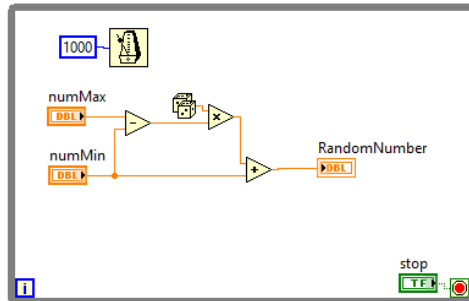 1000
numMax
DBL
numMin
DBL
RandomNumber
DBL
stop
TF
i